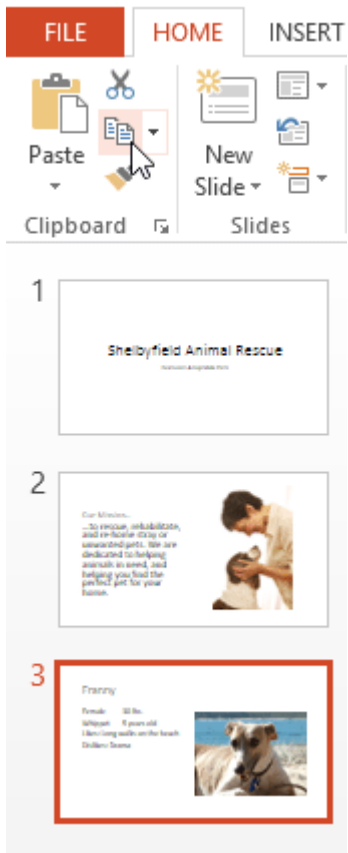 FILE HOME INSERT
Paste
New
Slide
Clipboard Slides
1
Shelbyfield Animal Rescue
2
Our Mission...
...to rescue, rehabilitate,
and re-home stray or
unwanted pets. We are
dedicated to helping
animals in need, and
helping you find the
perfect pet for your
home.
3
Franny
Female 30 lbs.
Whippet 5 years old
Likes: Long walks on the beach
Dislikes: Drama